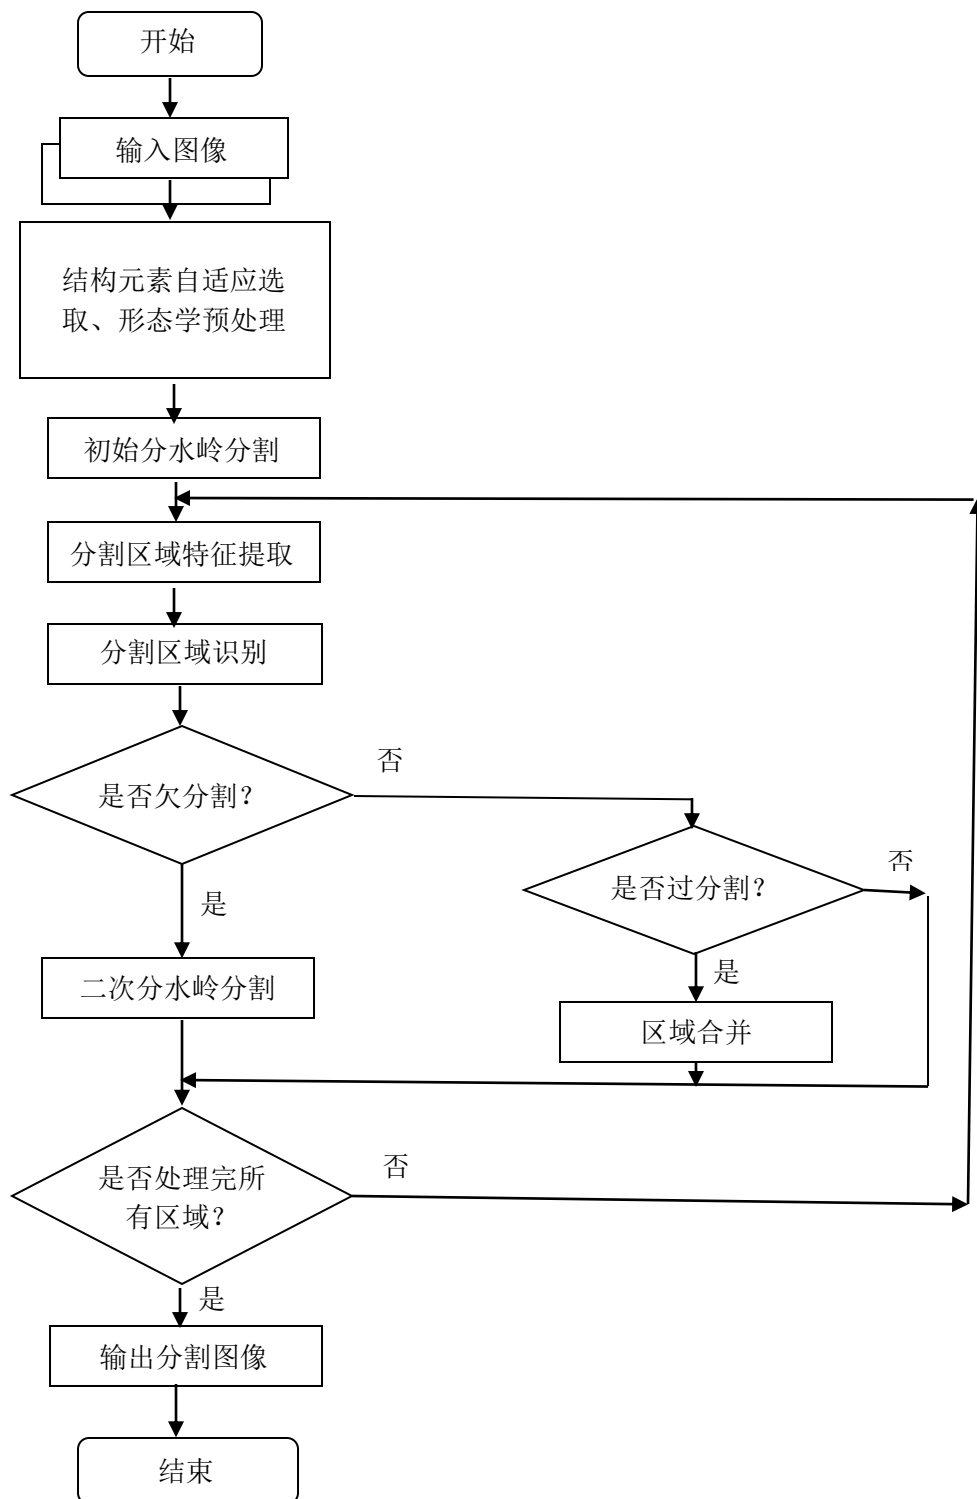 开始
输入图像
结构元素自适应选
取、形态学预处理
初始分水岭分割
分割区域特征提取
分割区域识别
是否欠分割？
否
是否过分割？
否
是
是
二次分水岭分割
区域合并
是否处理完所
有区域？
否
是
输出分割图像
结束